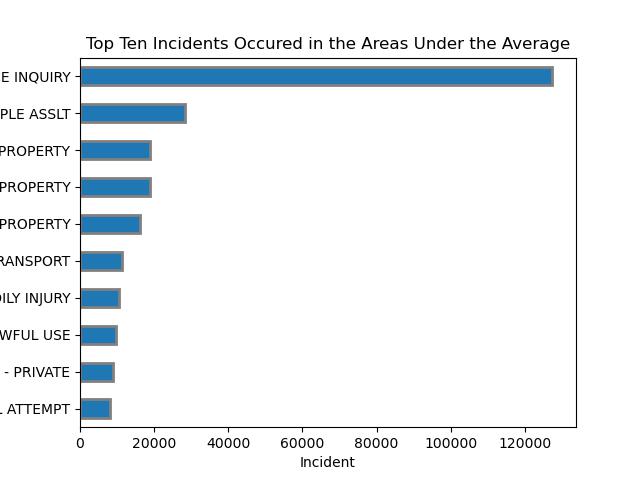 Top Ten Incidents Occured in the Areas Under the Average
E INQUIRY
PLE ASSLT
PROPERTY
PROPERTY
PROPERTY
RANSPORT
ILY INJURY
WFUL USE
- PRIVATE
ATTEMPT
0 20000 40000 60000 80000 100000 120000
Incident